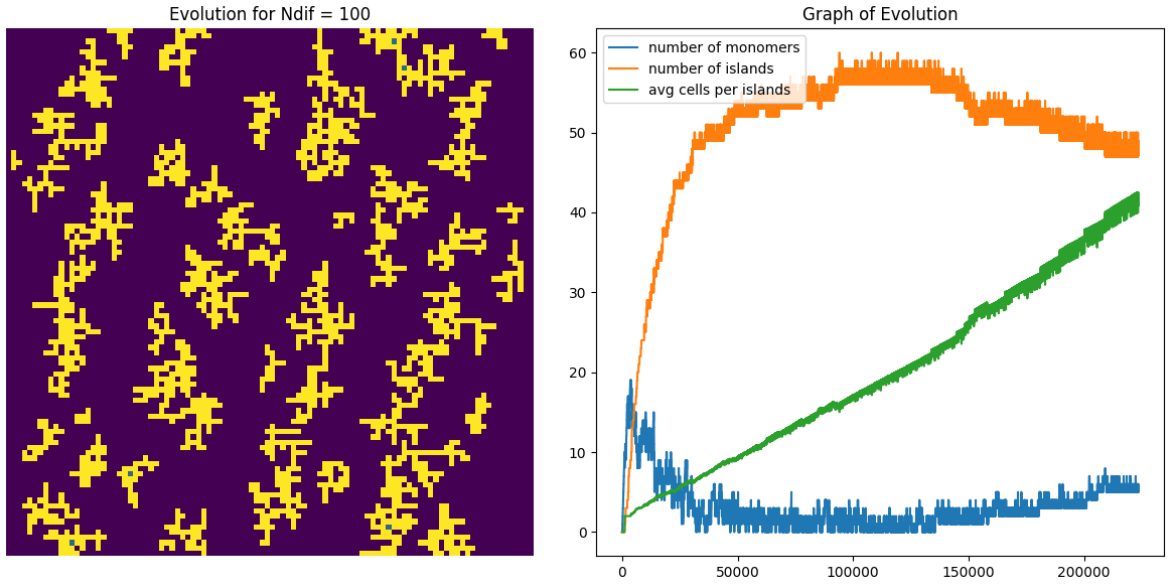 Evolution for Ndif = 100
Graph of Evolution
number of monomers
number of islands
avg cells per islands
60
50
40
30
20
10
0
0
50000
100000
150000
200000